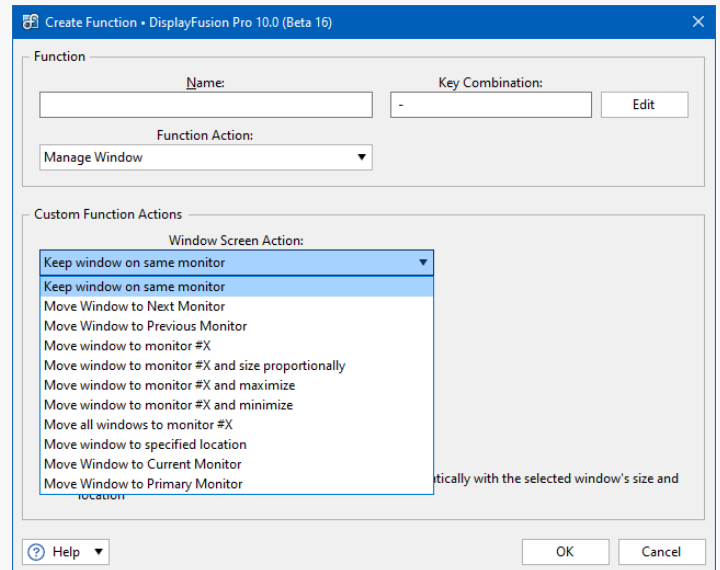 Create Function • DisplayFusion Pro 10.0 (Beta 16)
Function
Name:
Key Combination:
-
Edit
Function Action:
Manage Window
Custom Function Actions
Window Screen Action:
Keep window on same monitor
Keep window on same monitor
Move Window to Next Monitor
Move Window to Previous Monitor
Move window to monitor #X
Move window to monitor #X and size proportionally
Move window to monitor #X and maximize
Move window to monitor #X and minimize
Move all windows to monitor #X
Move window to specified location
Move Window to Current Monitor
Move Window to Primary Monitor
with the selected window's size and
location
Help
OK
Cancel